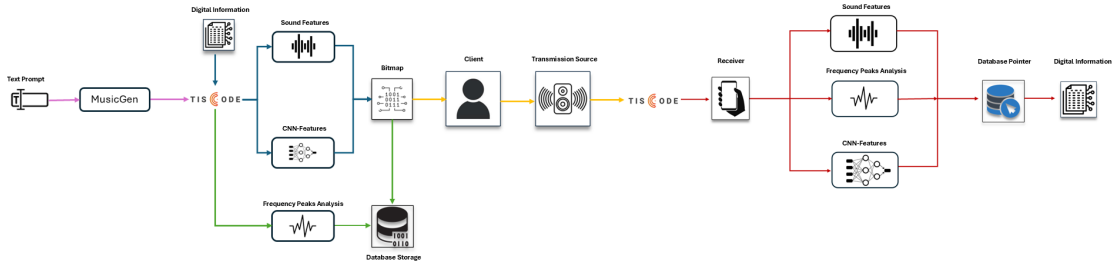 Digital Information
Sound Features
Text Prompt
MusicGen
TISCODE
Bitmap
1001
0011
0111
CNN-Features
Frequency Peaks Analysis
1001
0110
Database Storage
Client
Transmission Source
TISCODE
Receiver
Sound Features
Frequency Peaks Analysis
CNN-Features
Database Pointer
Digital Information